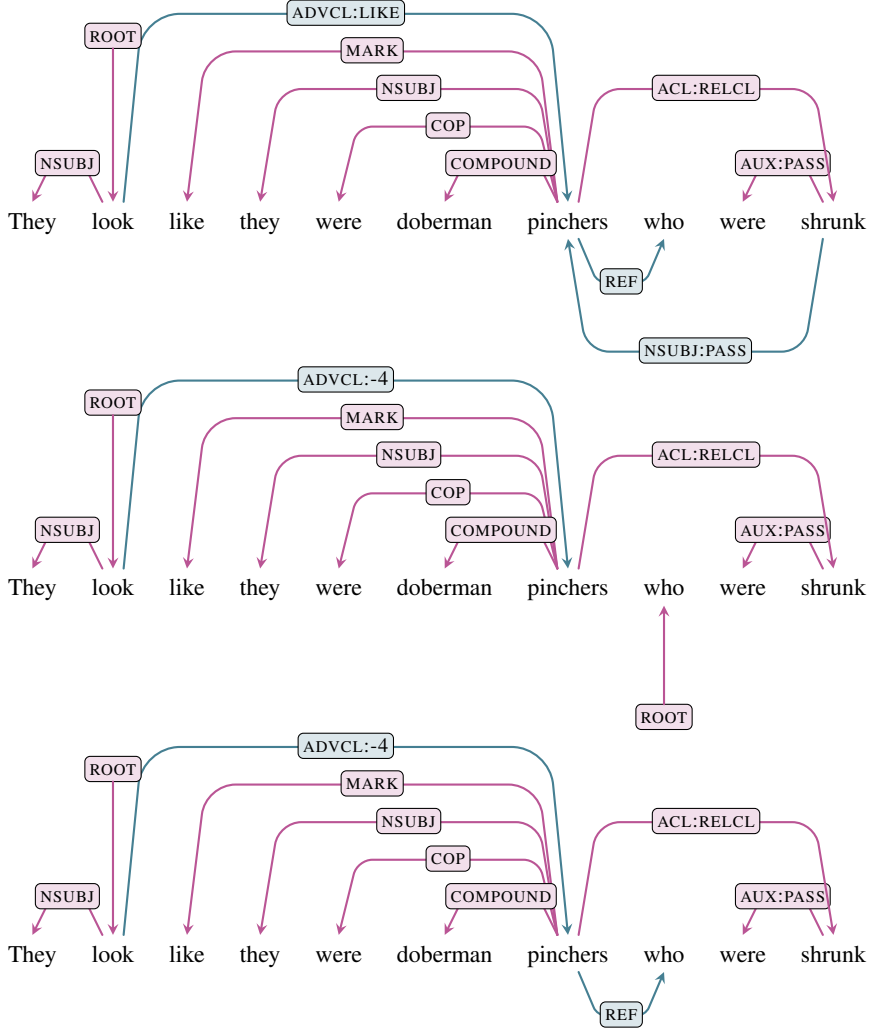 ADVCL:LIKE
ROOT
MARK
NSUBJ ACL:RELCL
COP
NSUBJ COMPOUND AUX:PASS
They look like they were doberman pinchers who were shrunk
REF
NSUBJ:PASS
ADVCL:-4
ROOT
MARK
NSUBJ ACL:RELCL
COP
NSUBJ COMPOUND AUX:PASS
They look like they were doberman pinchers who were shrunk
ROOT
ADVCL:-4
ROOT
MARK
NSUBJ ACL:RELCL
COP
NSUBJ COMPOUND AUX:PASS
They look like they were doberman pinchers who were shrunk
REF